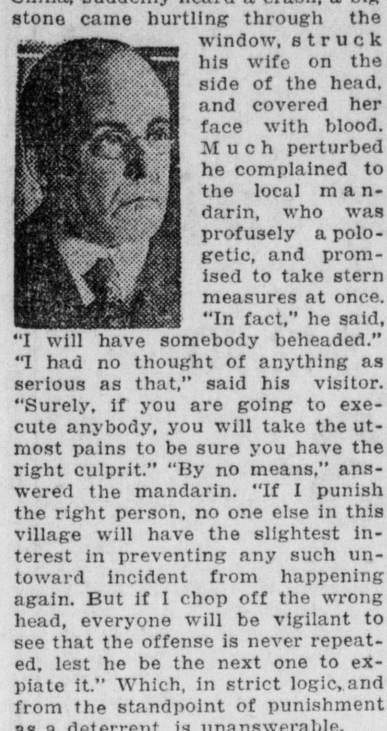 suddenly heard a crash, a big
stone came hurtling through the
window, struck
his wife on the
side of the head,
and covered her
face with blood.
Much perturbed
he complained to
the local man-
darin, who was
profusely apolo-
getic, and prom-
ised to take stern
measures at once.
"In fact," he said,
"I will have somebody beheaded."
"I had no thought of anything as
serious as that," said his visitor.
"Surely, if you are going to exe-
cute anybody, you will take the ut-
most pains to be sure you have the
right culprit." "By no means," ans-
wered the mandarin. "If I punish
the right person, no one else in this
village will have the slightest in-
terest in preventing any such un-
toward incident from happening
again. But if I chop off the wrong
head, everyone will be vigilant to
see that the offense is never repeat-
ed, lest he be the next one to ex-
piate it." Which, in strict logic, and
from the standpoint of punishment
as a deterrent, is unanswerable.